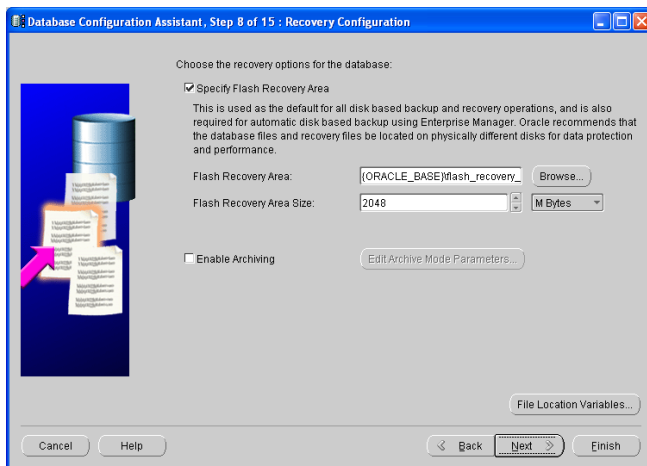 Database Configuration Assistant, Step 8 of 15 : Recovery Configuration
Choose the recovery options for the database:
Specify Flash Recovery Area
This is used as the default for all disk based backup and recovery operations, and is also
required for automatic disk based backup using Enterprise Manager. Oracle recommends that
the database files and recovery files be located on physically different disks for data protection
and performance.
Flash Recovery Area: {ORACLE_BASE}\flash_recovery_ Browse...
Flash Recovery Area Size: 2048 M Bytes
Enable Archiving Edit Archive Mode Parameters...
File Location Variables...
Cancel Help Back Next Finish